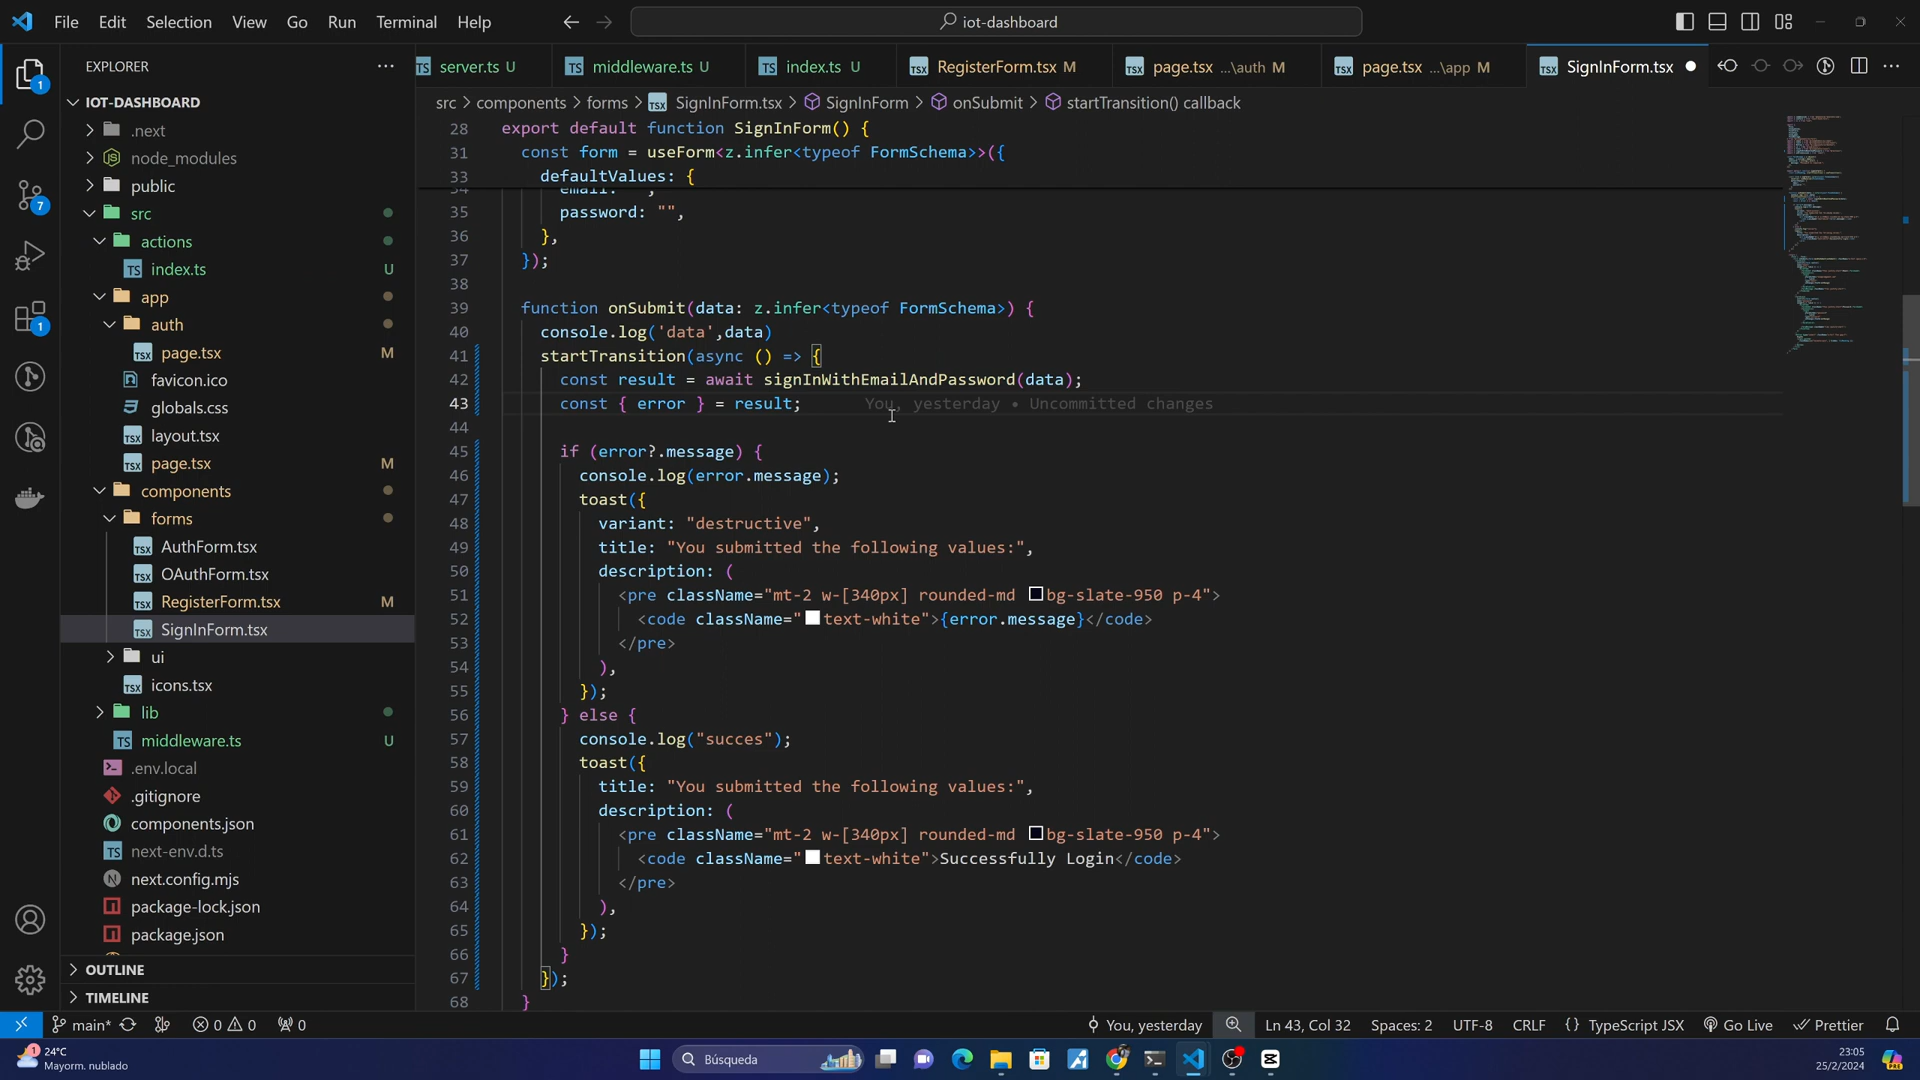 File Edit Selection View Go Run Terminal Help
iot-dashboard
EXPLORER
IOT-DASHBOARD
.next
node_modules
public
src
actions
index.ts U
app
auth
page.tsx M
favicon.ico
globals.css
layout.tsx
page.tsx M
components
forms
AuthForm.tsx
OAuthForm.tsx
RegisterForm.tsx M
SignInForm.tsx
ui
icons.tsx
lib
middleware.ts U
.env.local
.gitignore
components.json
next-env.d.ts
next.config.mjs
package-lock.json
package.json
OUTLINE
TIMELINE
server.ts U middleware.ts U index.ts U RegisterForm.tsx M page.tsx ...\auth M page.tsx ...\app M SignInForm.tsx
src > components > forms > SignInForm.tsx > SignInForm > onSubmit > startTransition() callback
28 export default function SignInForm() {
31 const form = useForm<z.infer<typeof FormSchema>>({
33 defaultValues: {
35 password: "",
36 },
37 });
38
39 function onSubmit(data: z.infer<typeof FormSchema>) {
40 console.log('data',data)
41 startTransition(async () => {
42 const result = await signInWithEmailAndPassword(data);
43 const { error } = result; You, yesterday • Uncommitted changes
44
45 if (error?.message) {
46 console.log(error.message);
47 toast({
48 variant: "destructive",
49 title: "You submitted the following values:",
50 description: (
51 <pre className="mt-2 w-[340px] rounded-md bg-slate-950 p-4">
52 <code className="text-white">{error.message}</code>
53 </pre>
54 ),
55 });
56 } else {
57 console.log("succes");
58 toast({
59 title: "You submitted the following values:",
60 description: (
61 <pre className="mt-2 w-[340px] rounded-md bg-slate-950 p-4">
62 <code className="text-white">Successfully Login</code>
63 </pre>
64 ),
65 });
66 }
67 });
68 }
main* 0 0 0 You, yesterday Ln 43, Col 32 Spaces: 2 UTF-8 CRLF {} TypeScript JSX Go Live Prettier
24°C
Mayorm. nublado
Búsqueda
23:05
25/2/2024